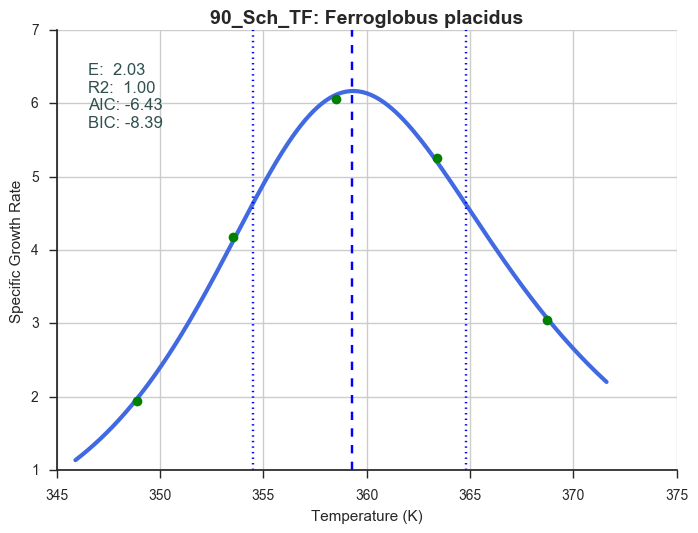 90_Sch_TF: Ferroglobus placidus
E:  2.03
R2:  1.00
AIC: -6.43
BIC: -8.39
7
6
5
4
3
2
1
Specific Growth Rate
345
350
355
360
365
370
375
Temperature (K)